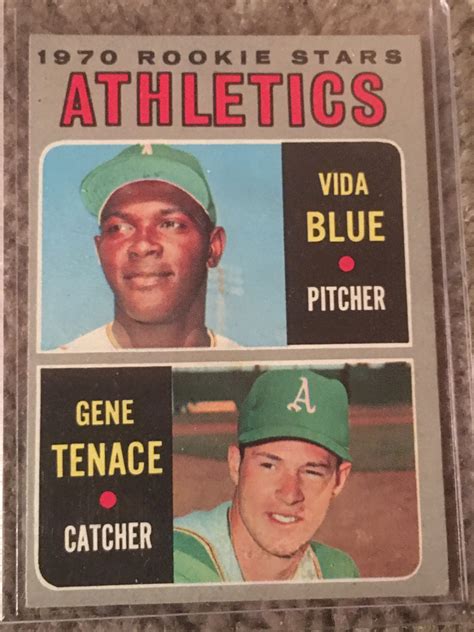 1970 ROOKIE STARS
ATHLETICS
A
VIDA
BLUE
PITCHER
GENE
TENACE
CATCHER
A